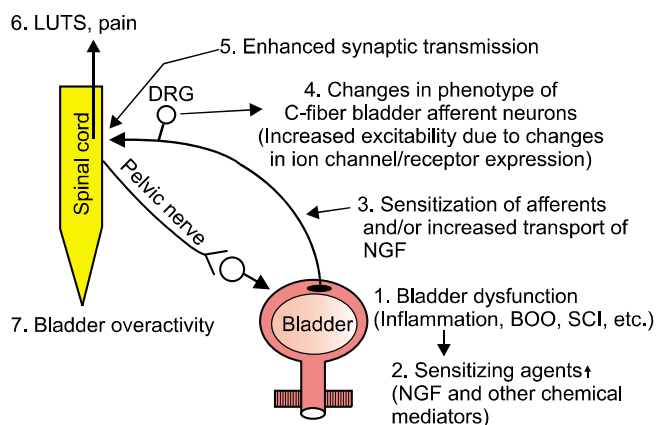 6. LUTS, pain
5. Enhanced synaptic transmission
DRG
4. Changes in phenotype of
C-fiber bladder afferent neurons
(Increased excitability due to changes
in ion channel/receptor expression)
Spinal cord
Pelvic nerve
3. Sensitization of afferents
and/or increased transport of
NGF
7. Bladder overactivity
Bladder
1. Bladder dysfunction
(Inflammation, BOO, SCI, etc.)
2. Sensitizing agents↑
(NGF and other chemical
mediators)